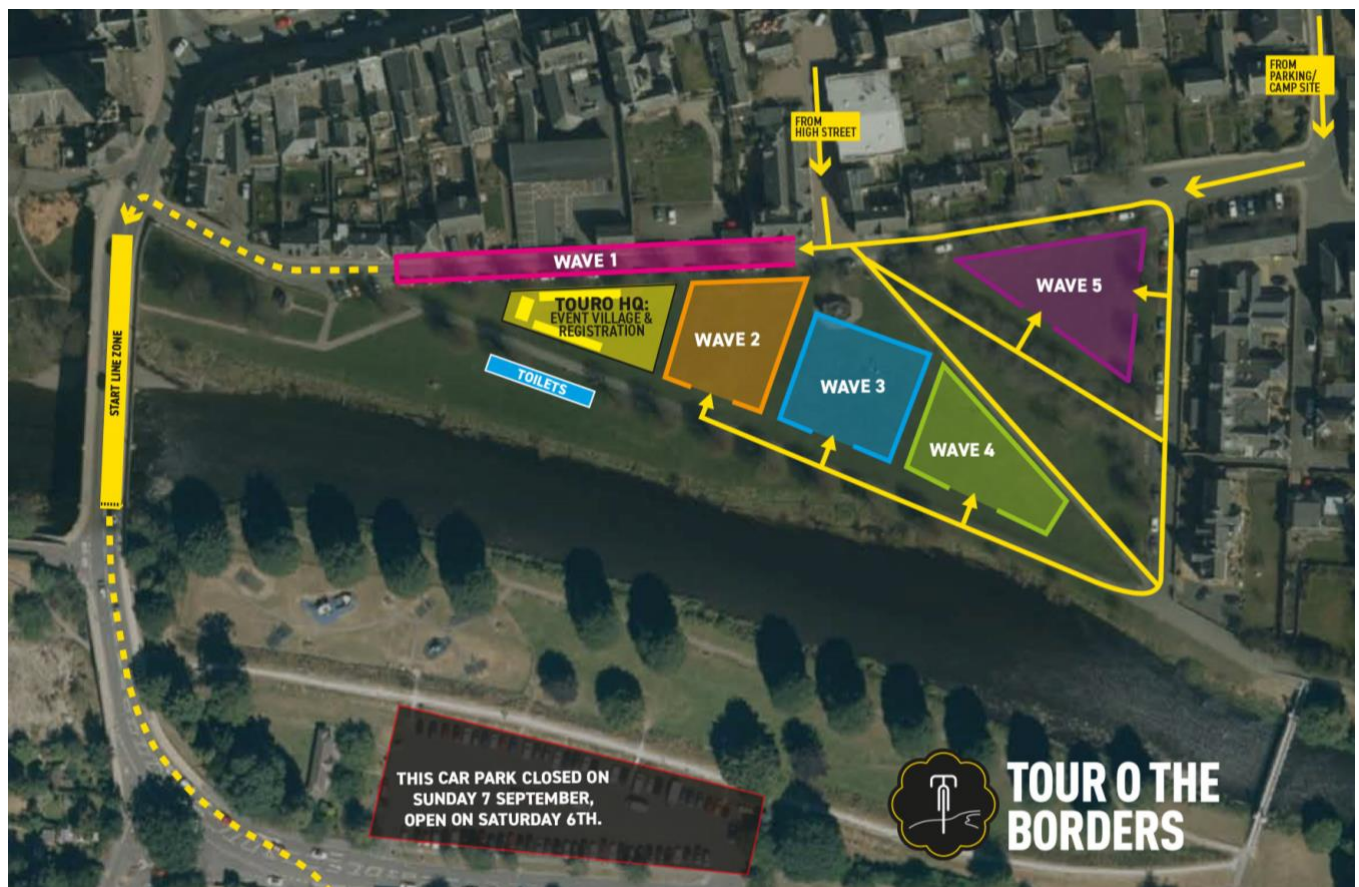 FROM
PARKING/
CAMP SITE
FROM
HIGH STREET
WAVE 1
WAVE 5
TOURO HQ:
EVENT VILLAGE &
REGISTRATION
WAVE 2
START LINE ZONE
TOILETS
WAVE 3
WAVE 4
THIS CAR PARK CLOSED ON
SUNDAY 7 SEPTEMBER,
OPEN ON SATURDAY 6TH.
TOUR O THE
BORDERS